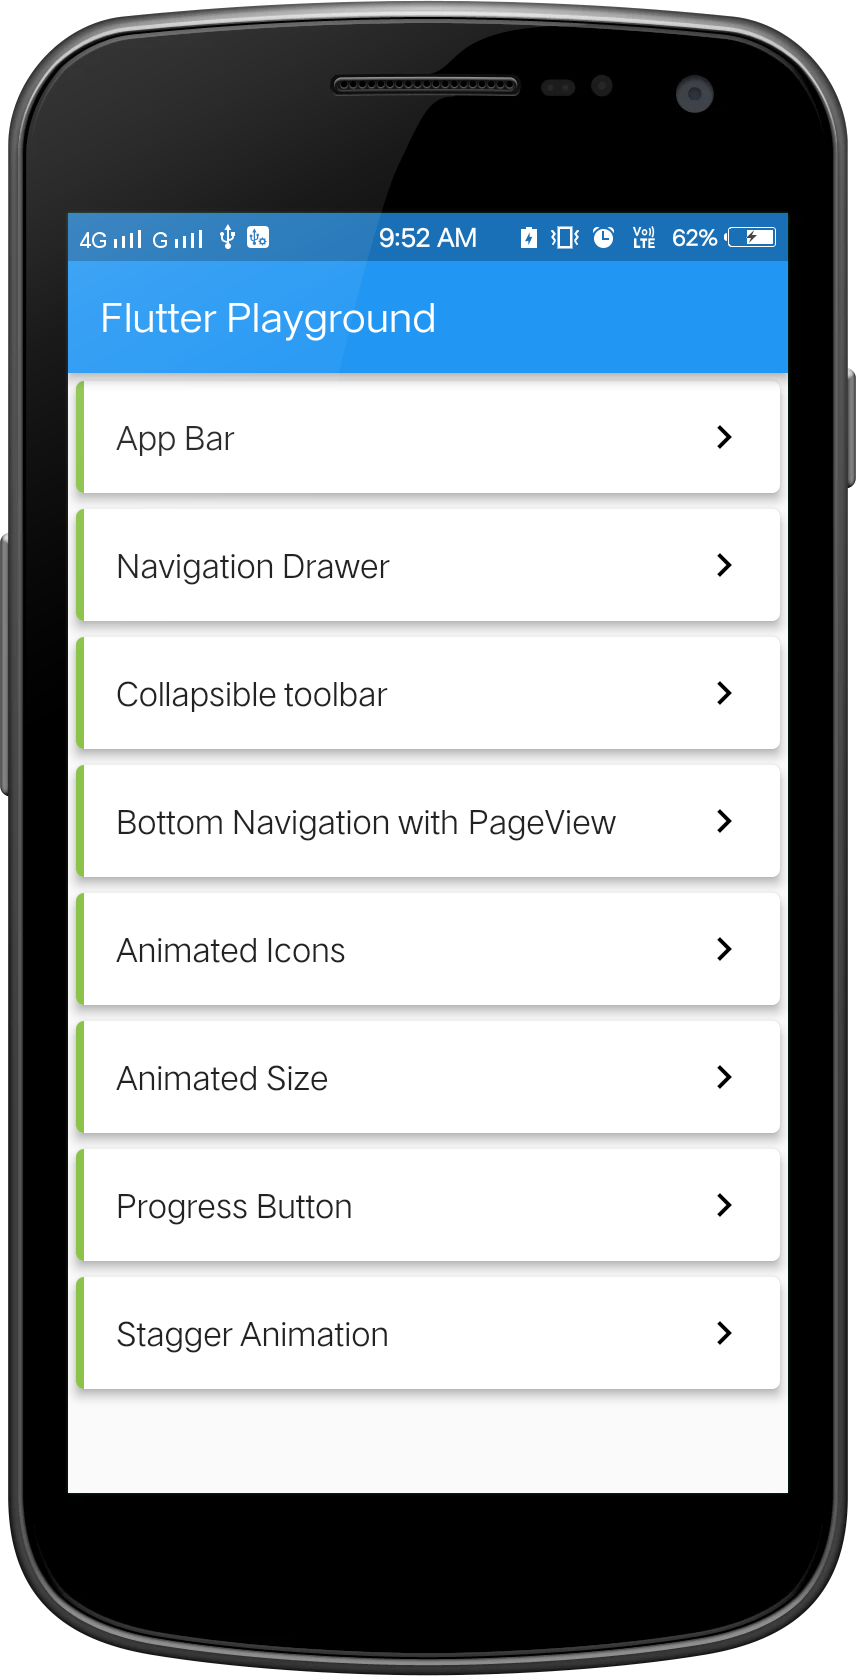 4G G 9:52 AM Vo)) LTE 62%
Flutter Playground
App Bar
Navigation Drawer
Collapsible toolbar
Bottom Navigation with PageView
Animated Icons
Animated Size
Progress Button
Stagger Animation